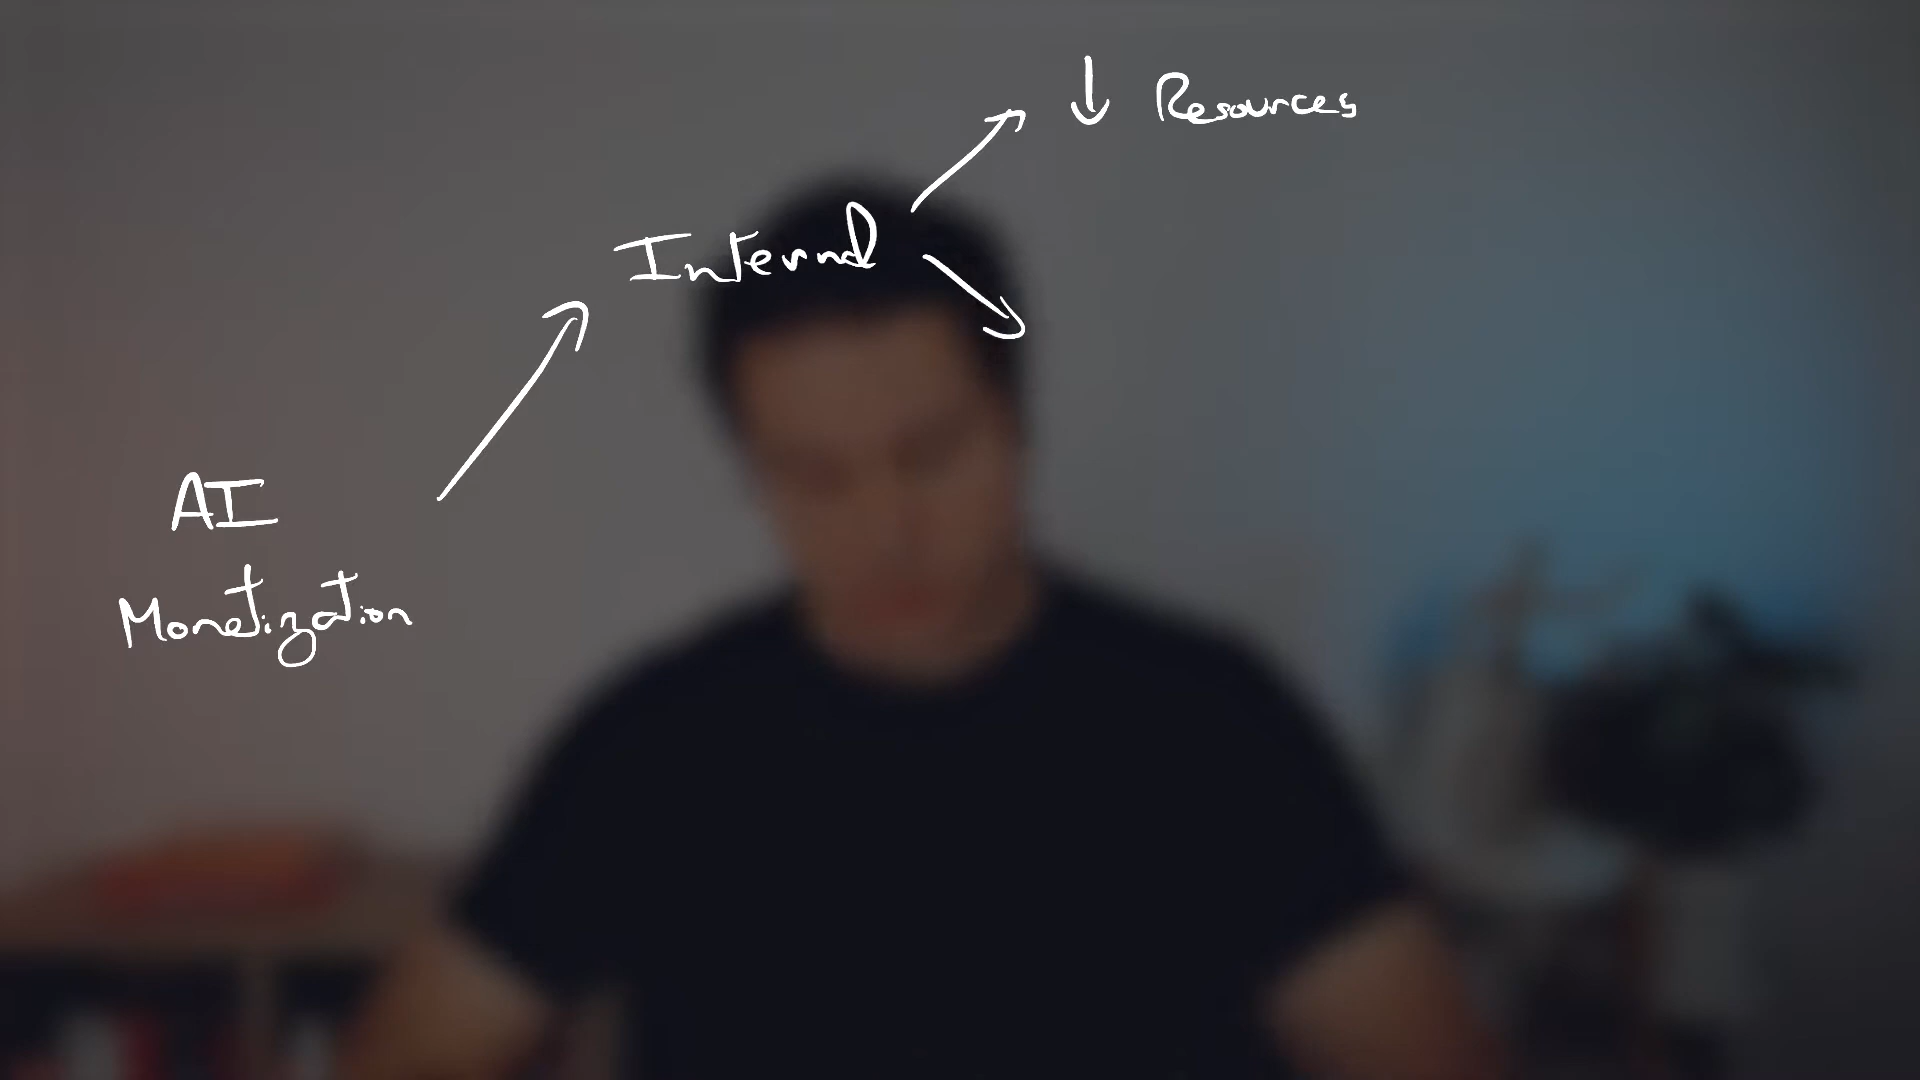 ↓ Resources
Internal
AI
Monetization